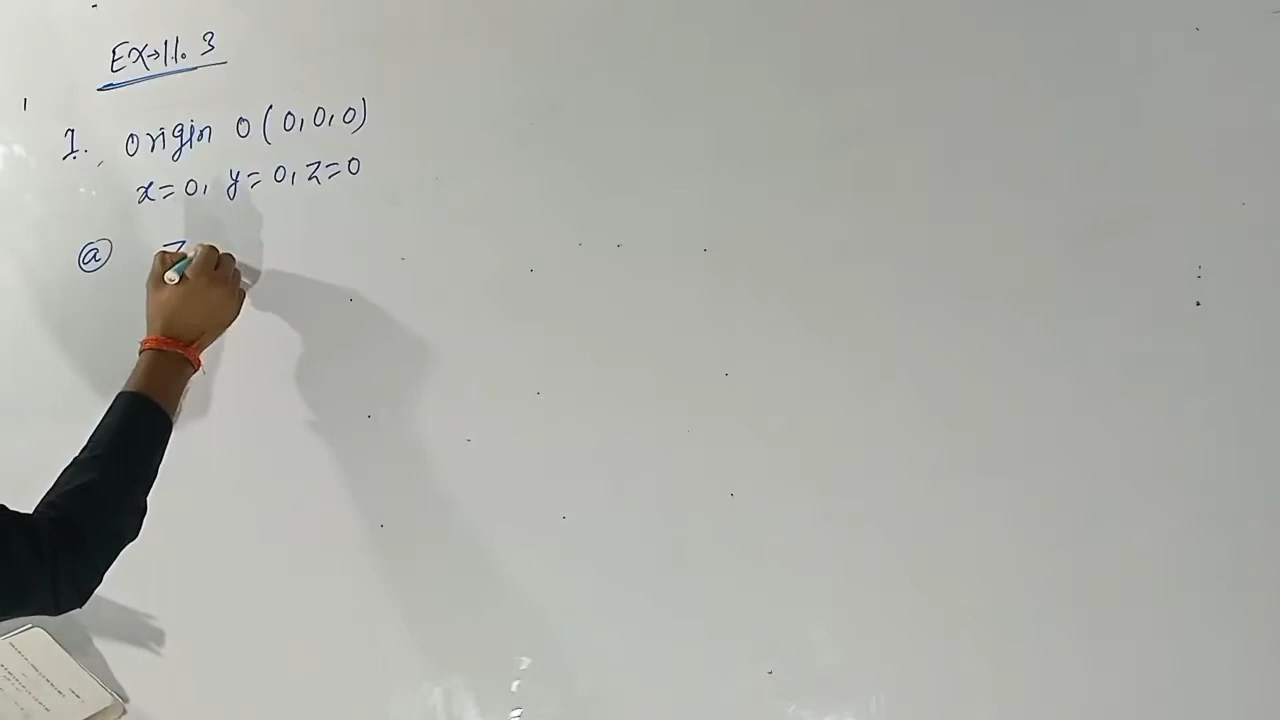 Ex→11.3
1. origin O(0,0,0)
x=0, y=0, z=0
(a) Z